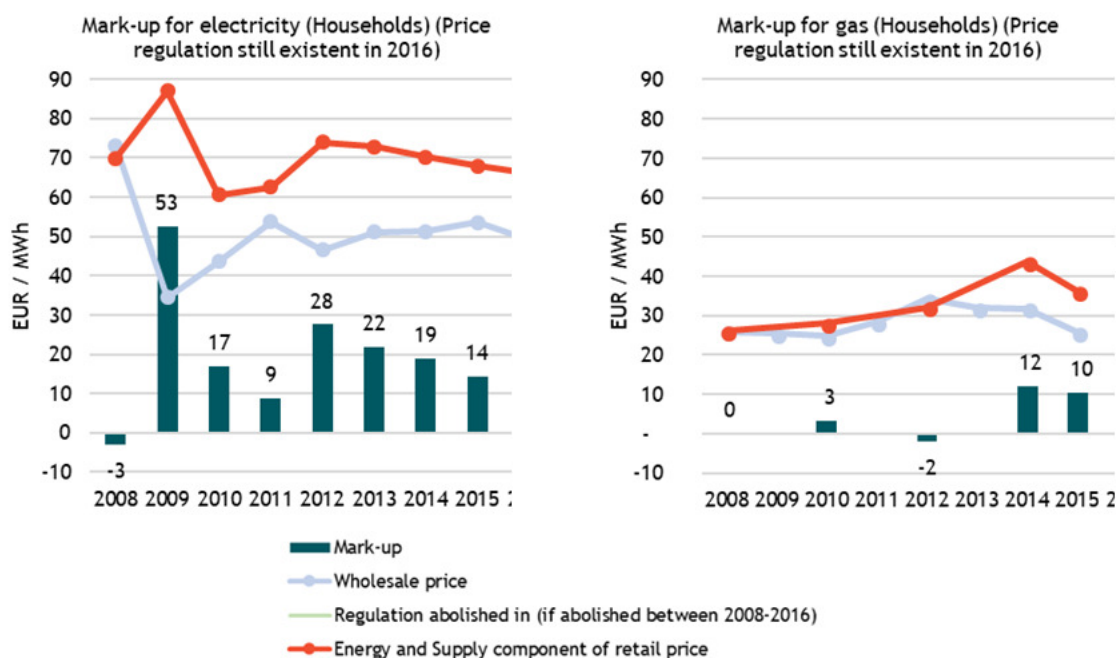 Mark-up for electricity (Households) (Price
regulation still existent in 2016)
90
80
70
60
50
40
30
20
10
0
-10
EUR / MWh
53
17
9
28
22
19
14
-3
2008 2009 2010 2011 2012 2013 2014 2015 2
Mark-up for gas (Households) (Price
regulation still existent in 2016)
90
80
70
60
50
40
30
20
10
-
-10
EUR / MWh
0
3
-2
12
10
2008 2009 2010 2011 2012 2013 2014 2015 2
Mark-up
Wholesale price
Regulation abolished in (if abolished between 2008-2016)
Energy and Supply component of retail price